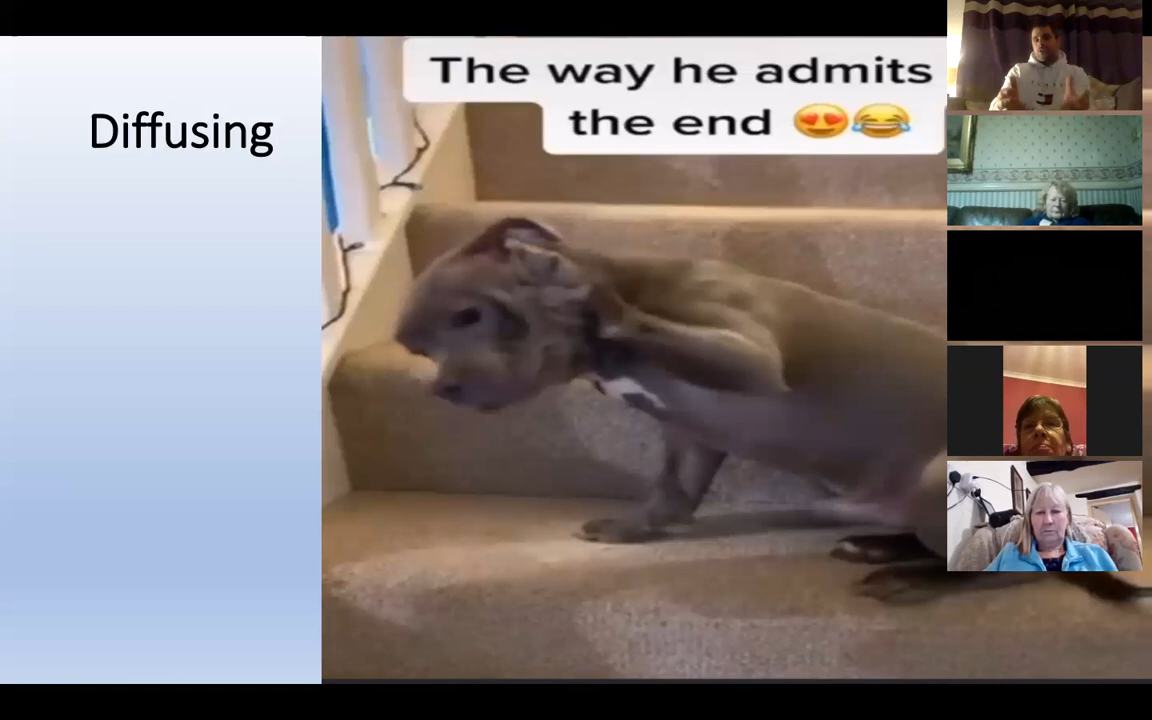 Diffusing
The way he admits
the end 😍😂